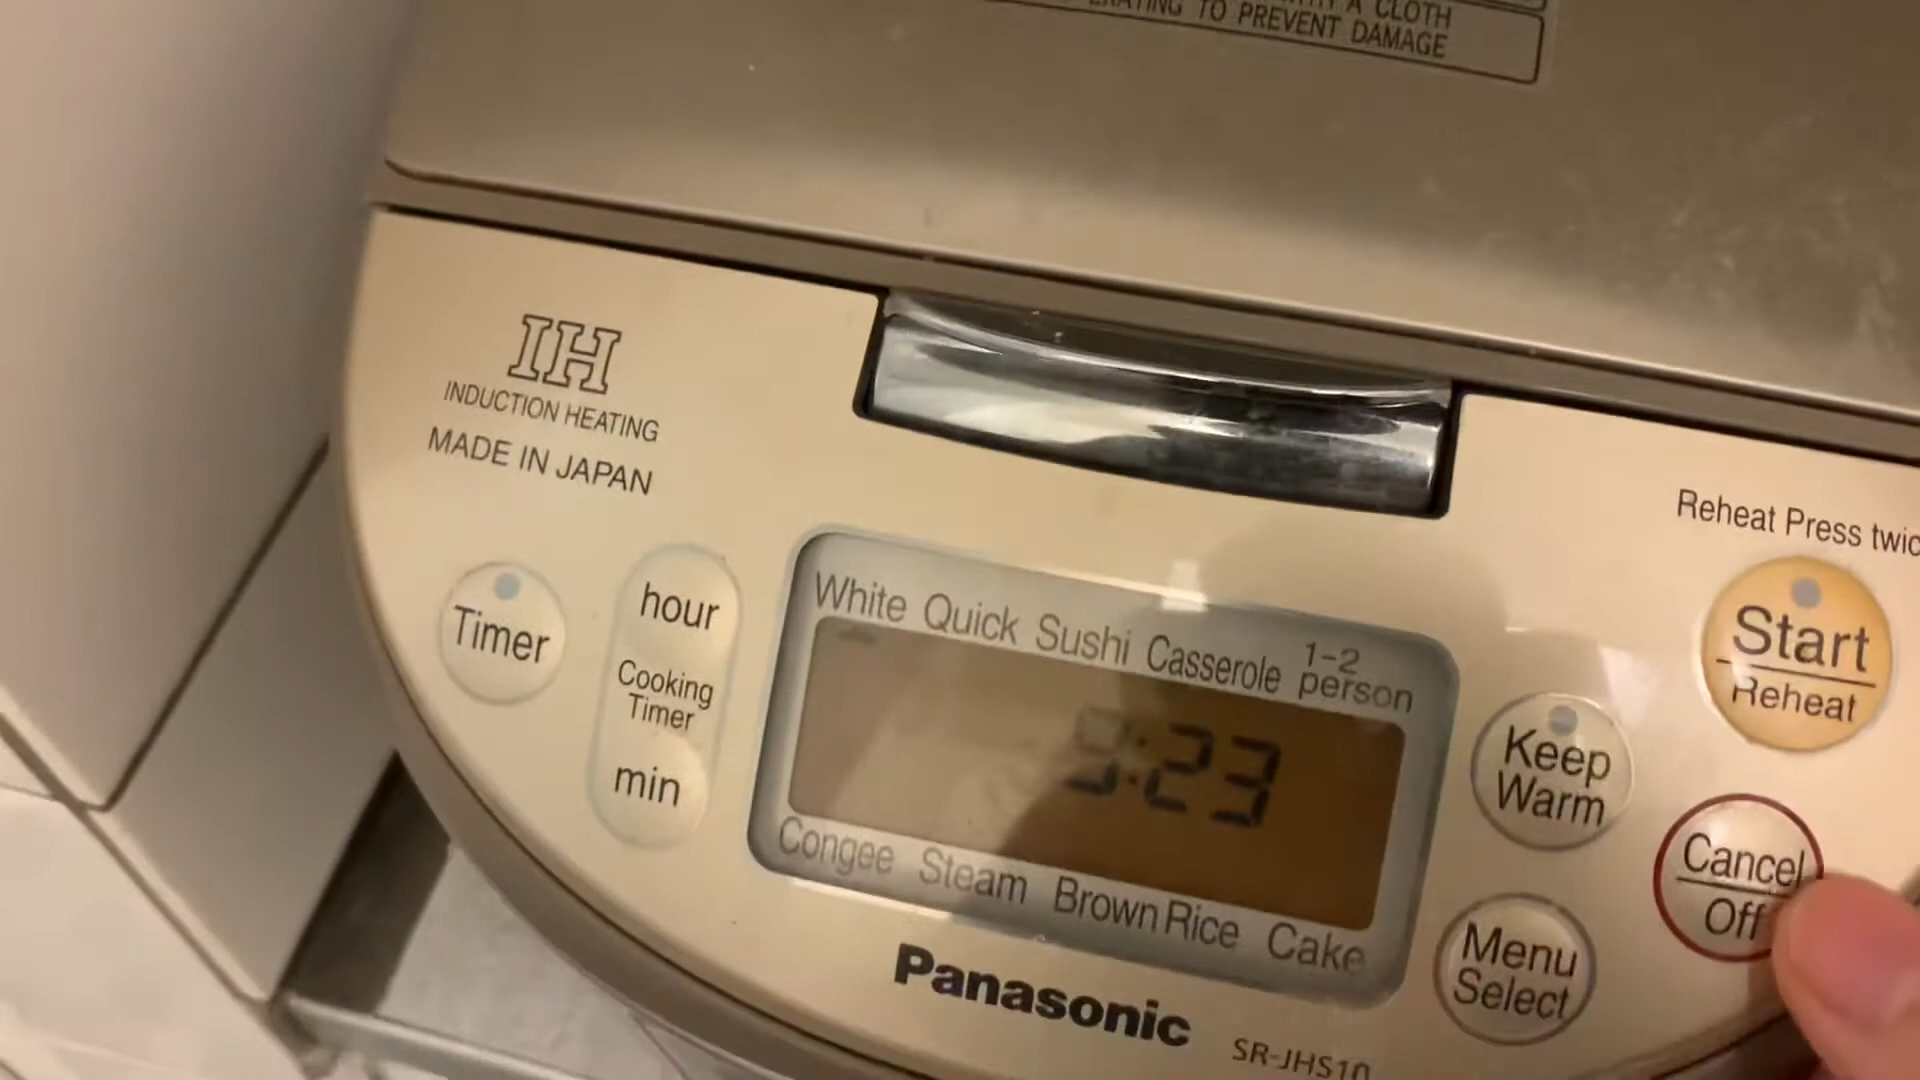 A CLOTH
TO PREVENT DAMAGE
IH
INDUCTION HEATING
MADE IN JAPAN
Reheat Press
Timer
hour
Cooking
Timer
min
White Quick Sushi Casserole 1-2 person
9:23
Congee Steam Brown Rice Cake
Start
Reheat
Keep
Warm
Cancel
Off
Menu
Select
Panasonic
SR-JHS10